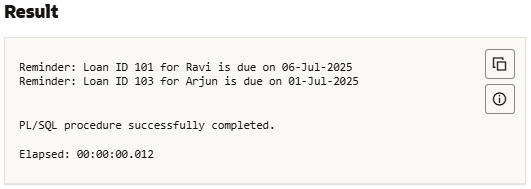 Result
Reminder: Loan ID 101 for Ravi is due on 06-Jul-2025
Reminder: Loan ID 103 for Arjun is due on 01-Jul-2025
PL/SQL procedure successfully completed.
Elapsed: 00:00:00.012